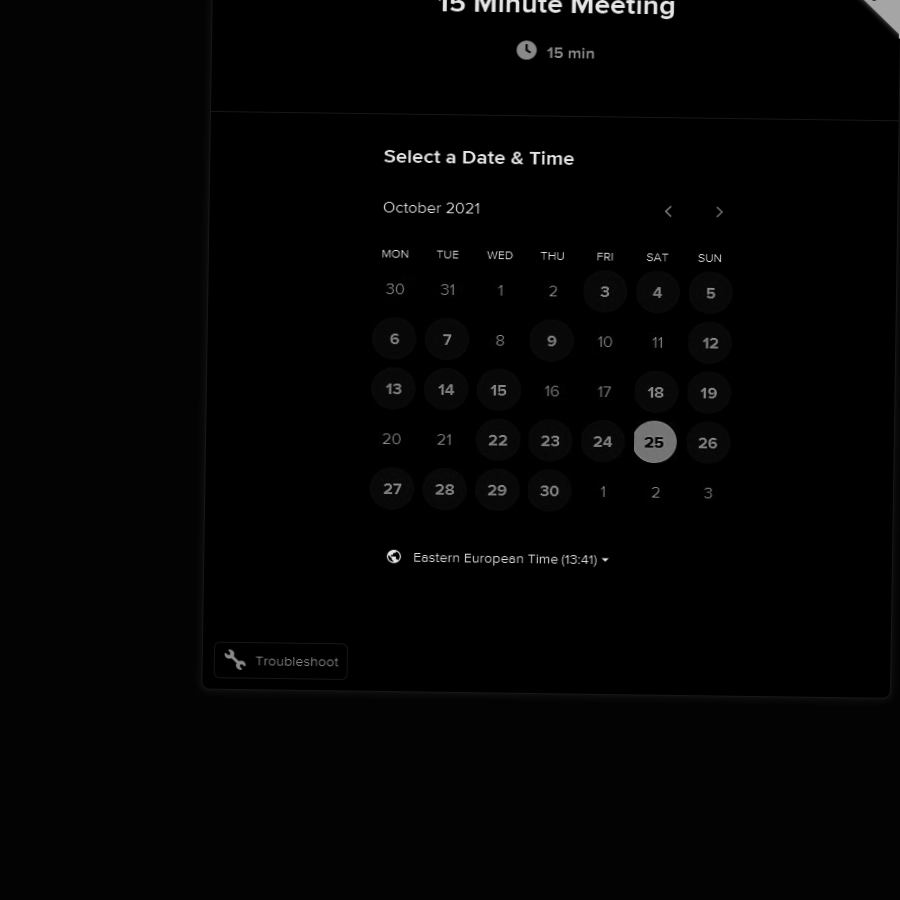 15 Minute Meeting
15 min
Select a Date & Time
October 2021
MON TUE WED THU FRI SAT SUN
30 31 1 2 3 4 5
6 7 8 9 10 11 12
13 14 15 16 17 18 19
20 21 22 23 24 25 26
27 28 29 30 1 2 3
Eastern European Time (13:41)
Troubleshoot